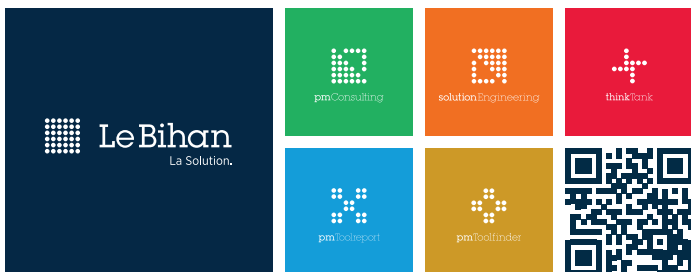 Le Bihan
La Solution.
pmConsulting
solutionEngineering
thinkTank
pmToolreport
pmToolfinder